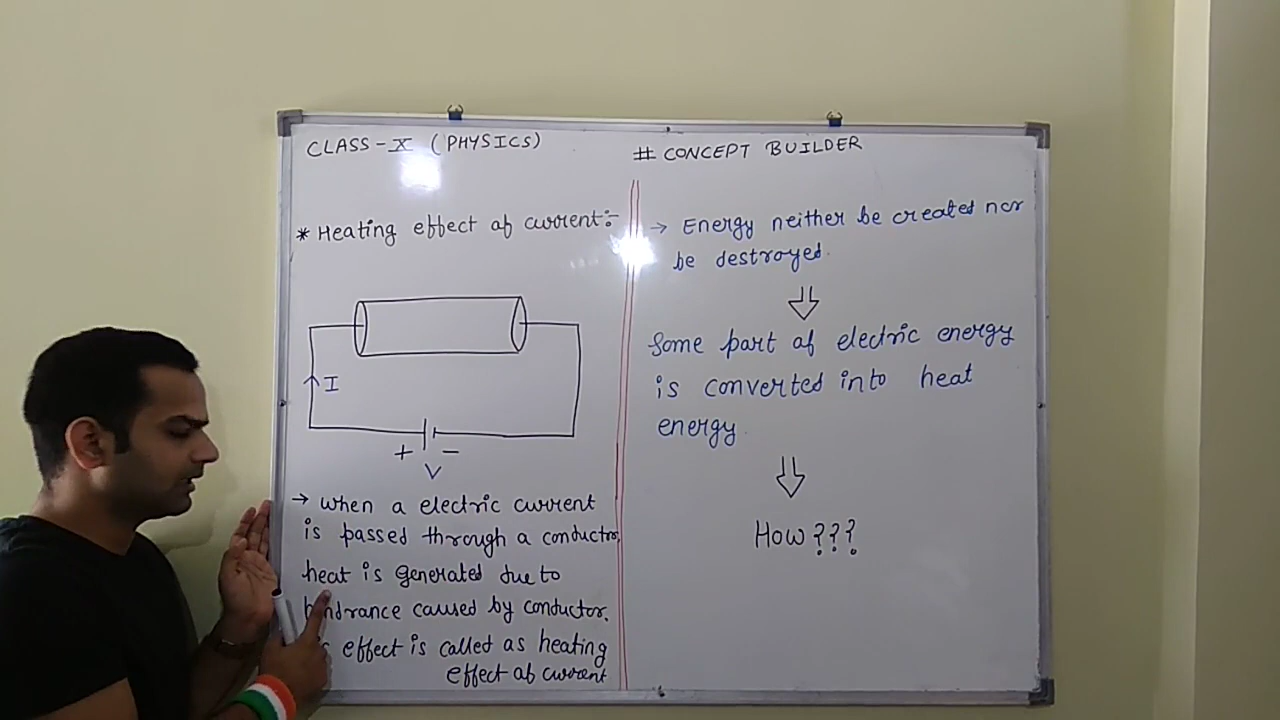 CLASS-X (PHYSICS)
# CONCEPT BUILDER
* Heating effect of current:-
I
+ -
V
→ when a electric current
is passed through a conductor,
heat is generated due to
hindrance caused by conductor.
effect is called as heating
effect of current
→ Energy neither be created nor
be destroyed.
⇓
Some part of electric energy
is converted into heat
energy.
⇓
How???